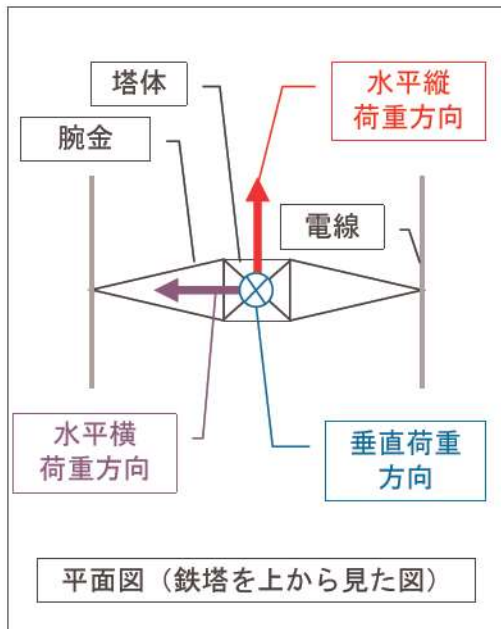 塔体
水平縦
荷重方向
腕金
電線
水平横
荷重方向
垂直荷重
方向
平面図（鉄塔を上から見た図）